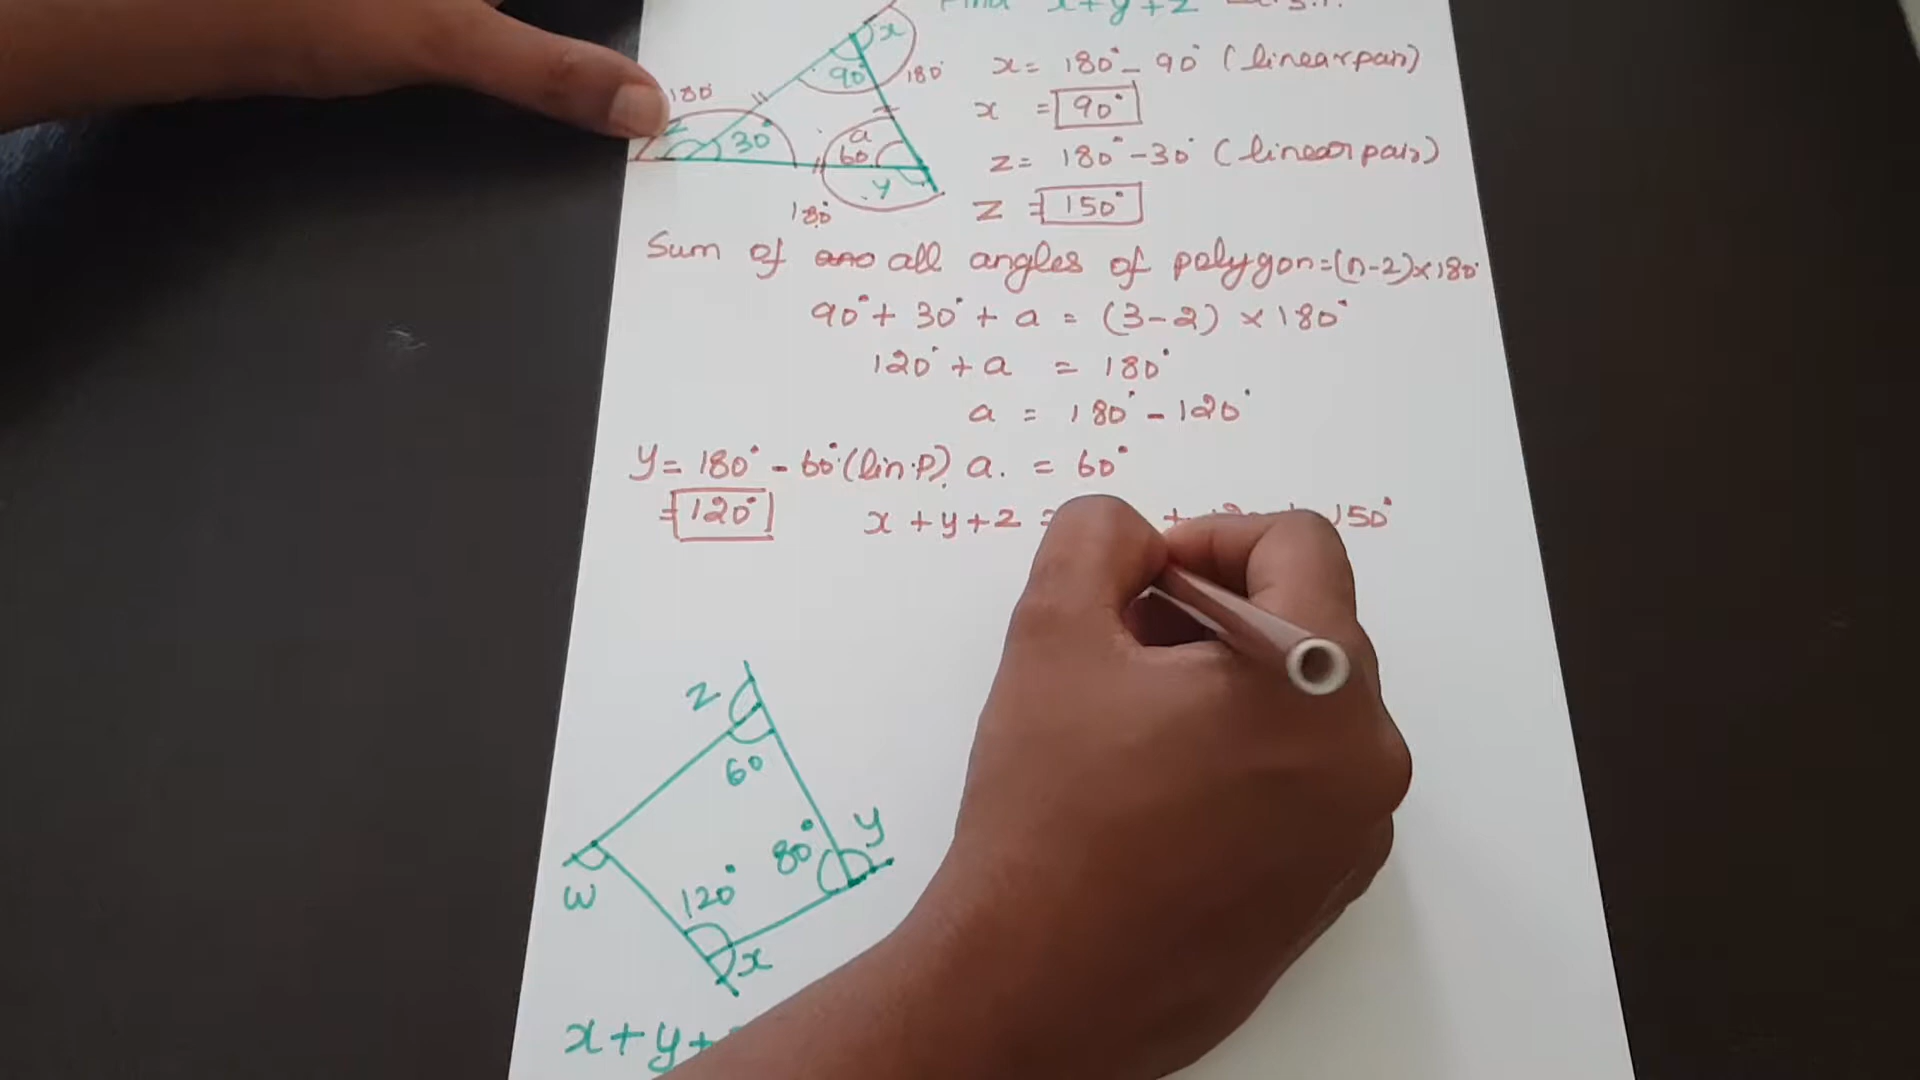 x+y+z
x
90°
180°
x = 180° - 90° (linear pair)
180°
x = 90°
z
30°
a
60
z = 180° - 30° (linear pair)
y
180°
z = 150°
Sum of all angles of polygon = (n-2)×180°
90° + 30° + a = (3-2) × 180°
120° + a = 180°
a = 180° - 120°
y = 180° - 60° (lin.P) a. = 60°
= 120°
x + y + z = + 150°
z
60
y
80°
w
120°
x
x + y +